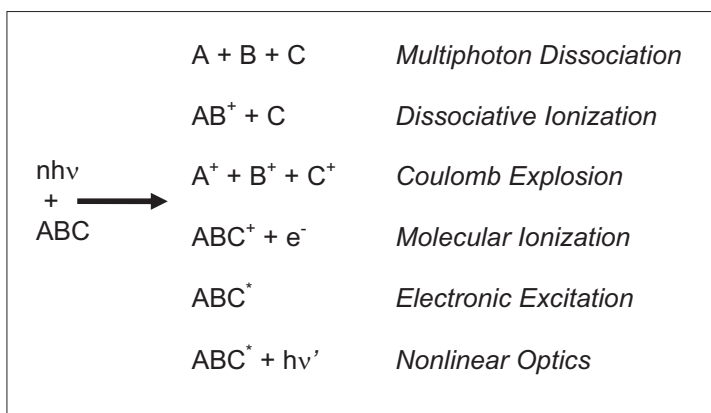 A + B + C Multiphoton Dissociation
AB⁺ + C Dissociative Ionization
nhν
+
ABC
A⁺ + B⁺ + C⁺ Coulomb Explosion
ABC⁺ + e⁻ Molecular Ionization
ABC* Electronic Excitation
ABC* + hν’ Nonlinear Optics